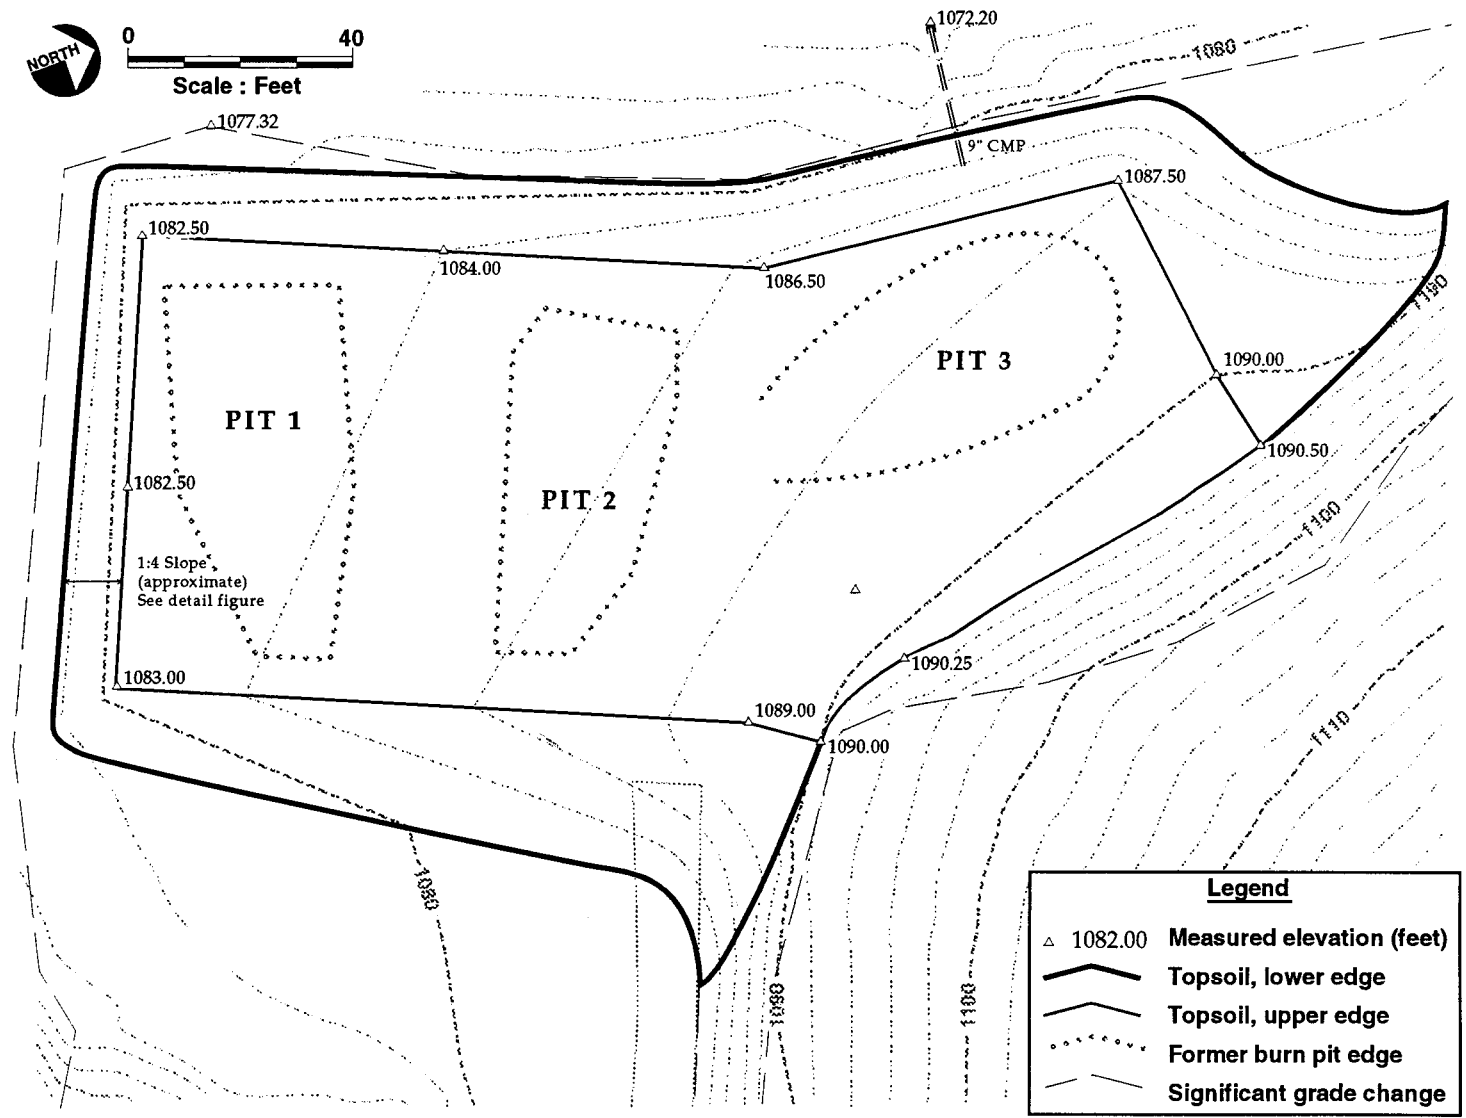 1072.20
0 40
NORTH
Scale : Feet
1080
1077.32
9" CMP
1087.50
1082.50
1084.00
1086.50
1190
PIT 3
1090.00
PIT 1
1090.50
1082.50
PIT 2
1100
1:4 Slope
(approximate)
See detail figure
1090.25
1083.00
1089.00
1090.00
1110
1080
1090
1100
Legend
1082.00 Measured elevation (feet)
Topsoil, lower edge
Topsoil, upper edge
Former burn pit edge
Significant grade change